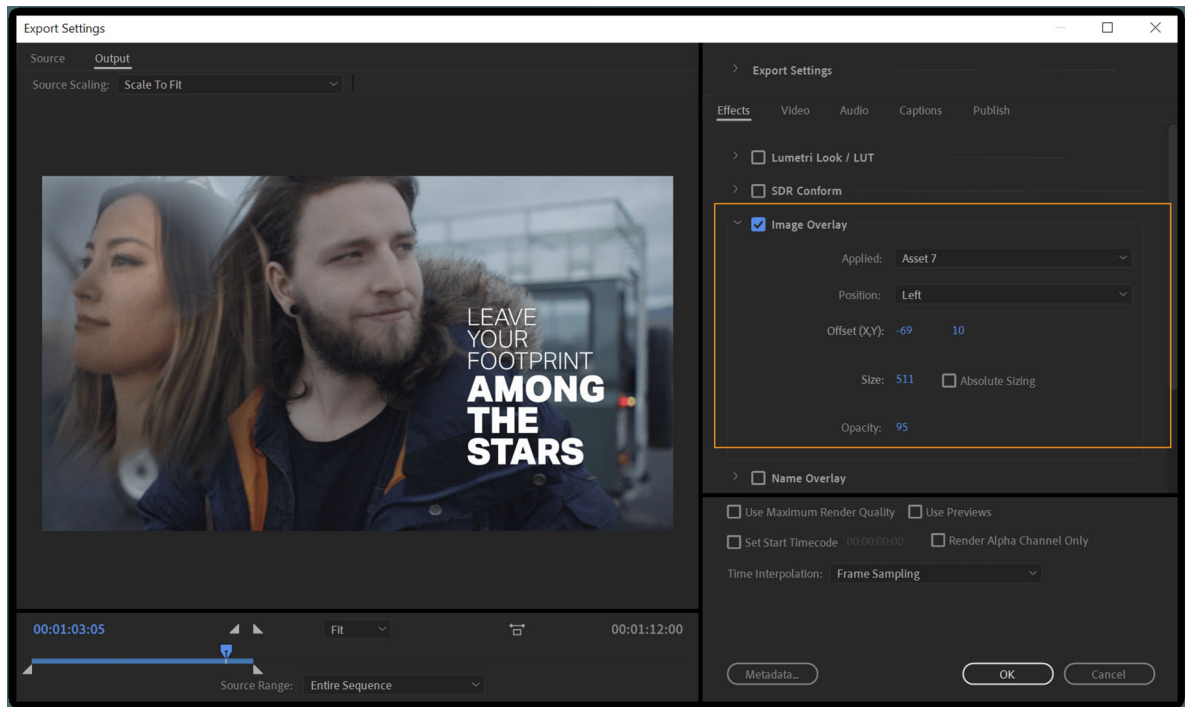 Export Settings
Source Output
Source Scaling: Scale To Fit
LEAVE
YOUR
FOOTPRINT
AMONG
THE
STARS
00:01:03:05 Fit 00:01:12:00
Source Range: Entire Sequence
Export Settings
Effects Video Audio Captions Publish
Lumetri Look / LUT
SDR Conform
Image Overlay
Applied: Asset 7
Position: Left
Offset (X,Y): -69 10
Size: 511 Absolute Sizing
Opacity: 95
Name Overlay
Use Maximum Render Quality Use Previews
Set Start Timecode 00:00:00:00 Render Alpha Channel Only
Time Interpolation: Frame Sampling
Metadata... OK Cancel